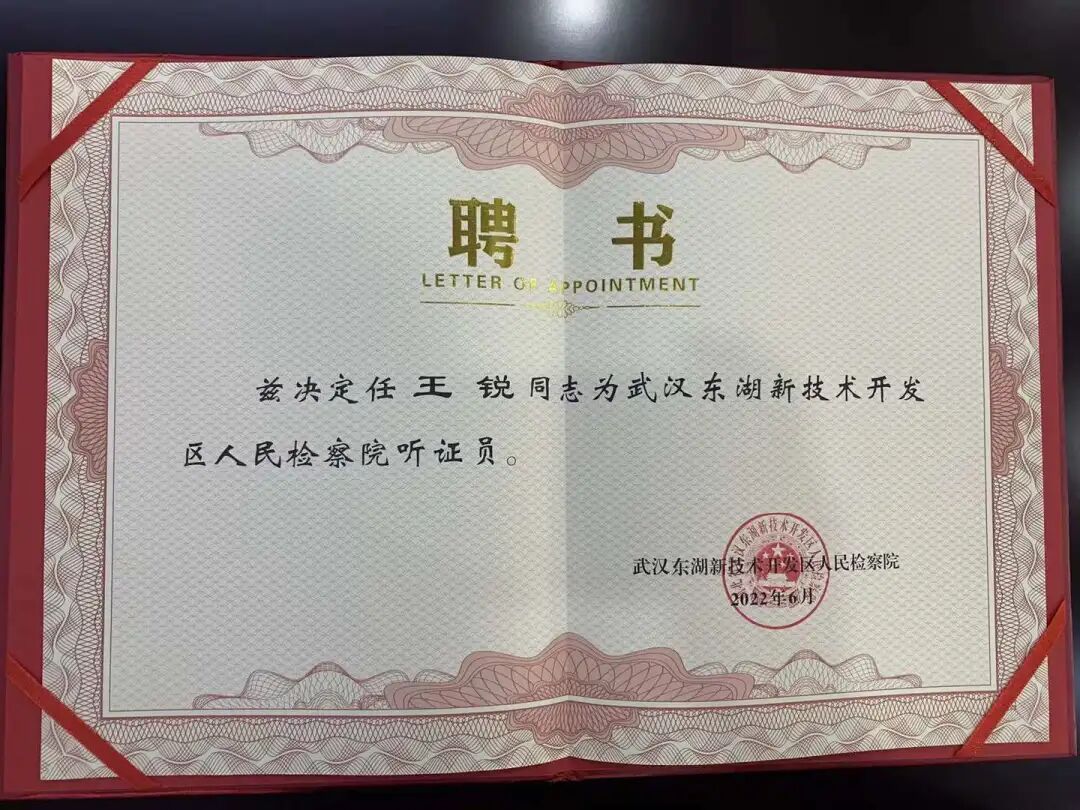 聘书
LETTER OF APPOINTMENT
兹决定任王锐同志为武汉东湖新技术开发
区人民检察院听证员。
武汉东湖新技术开发区人民检察院
2022年6月